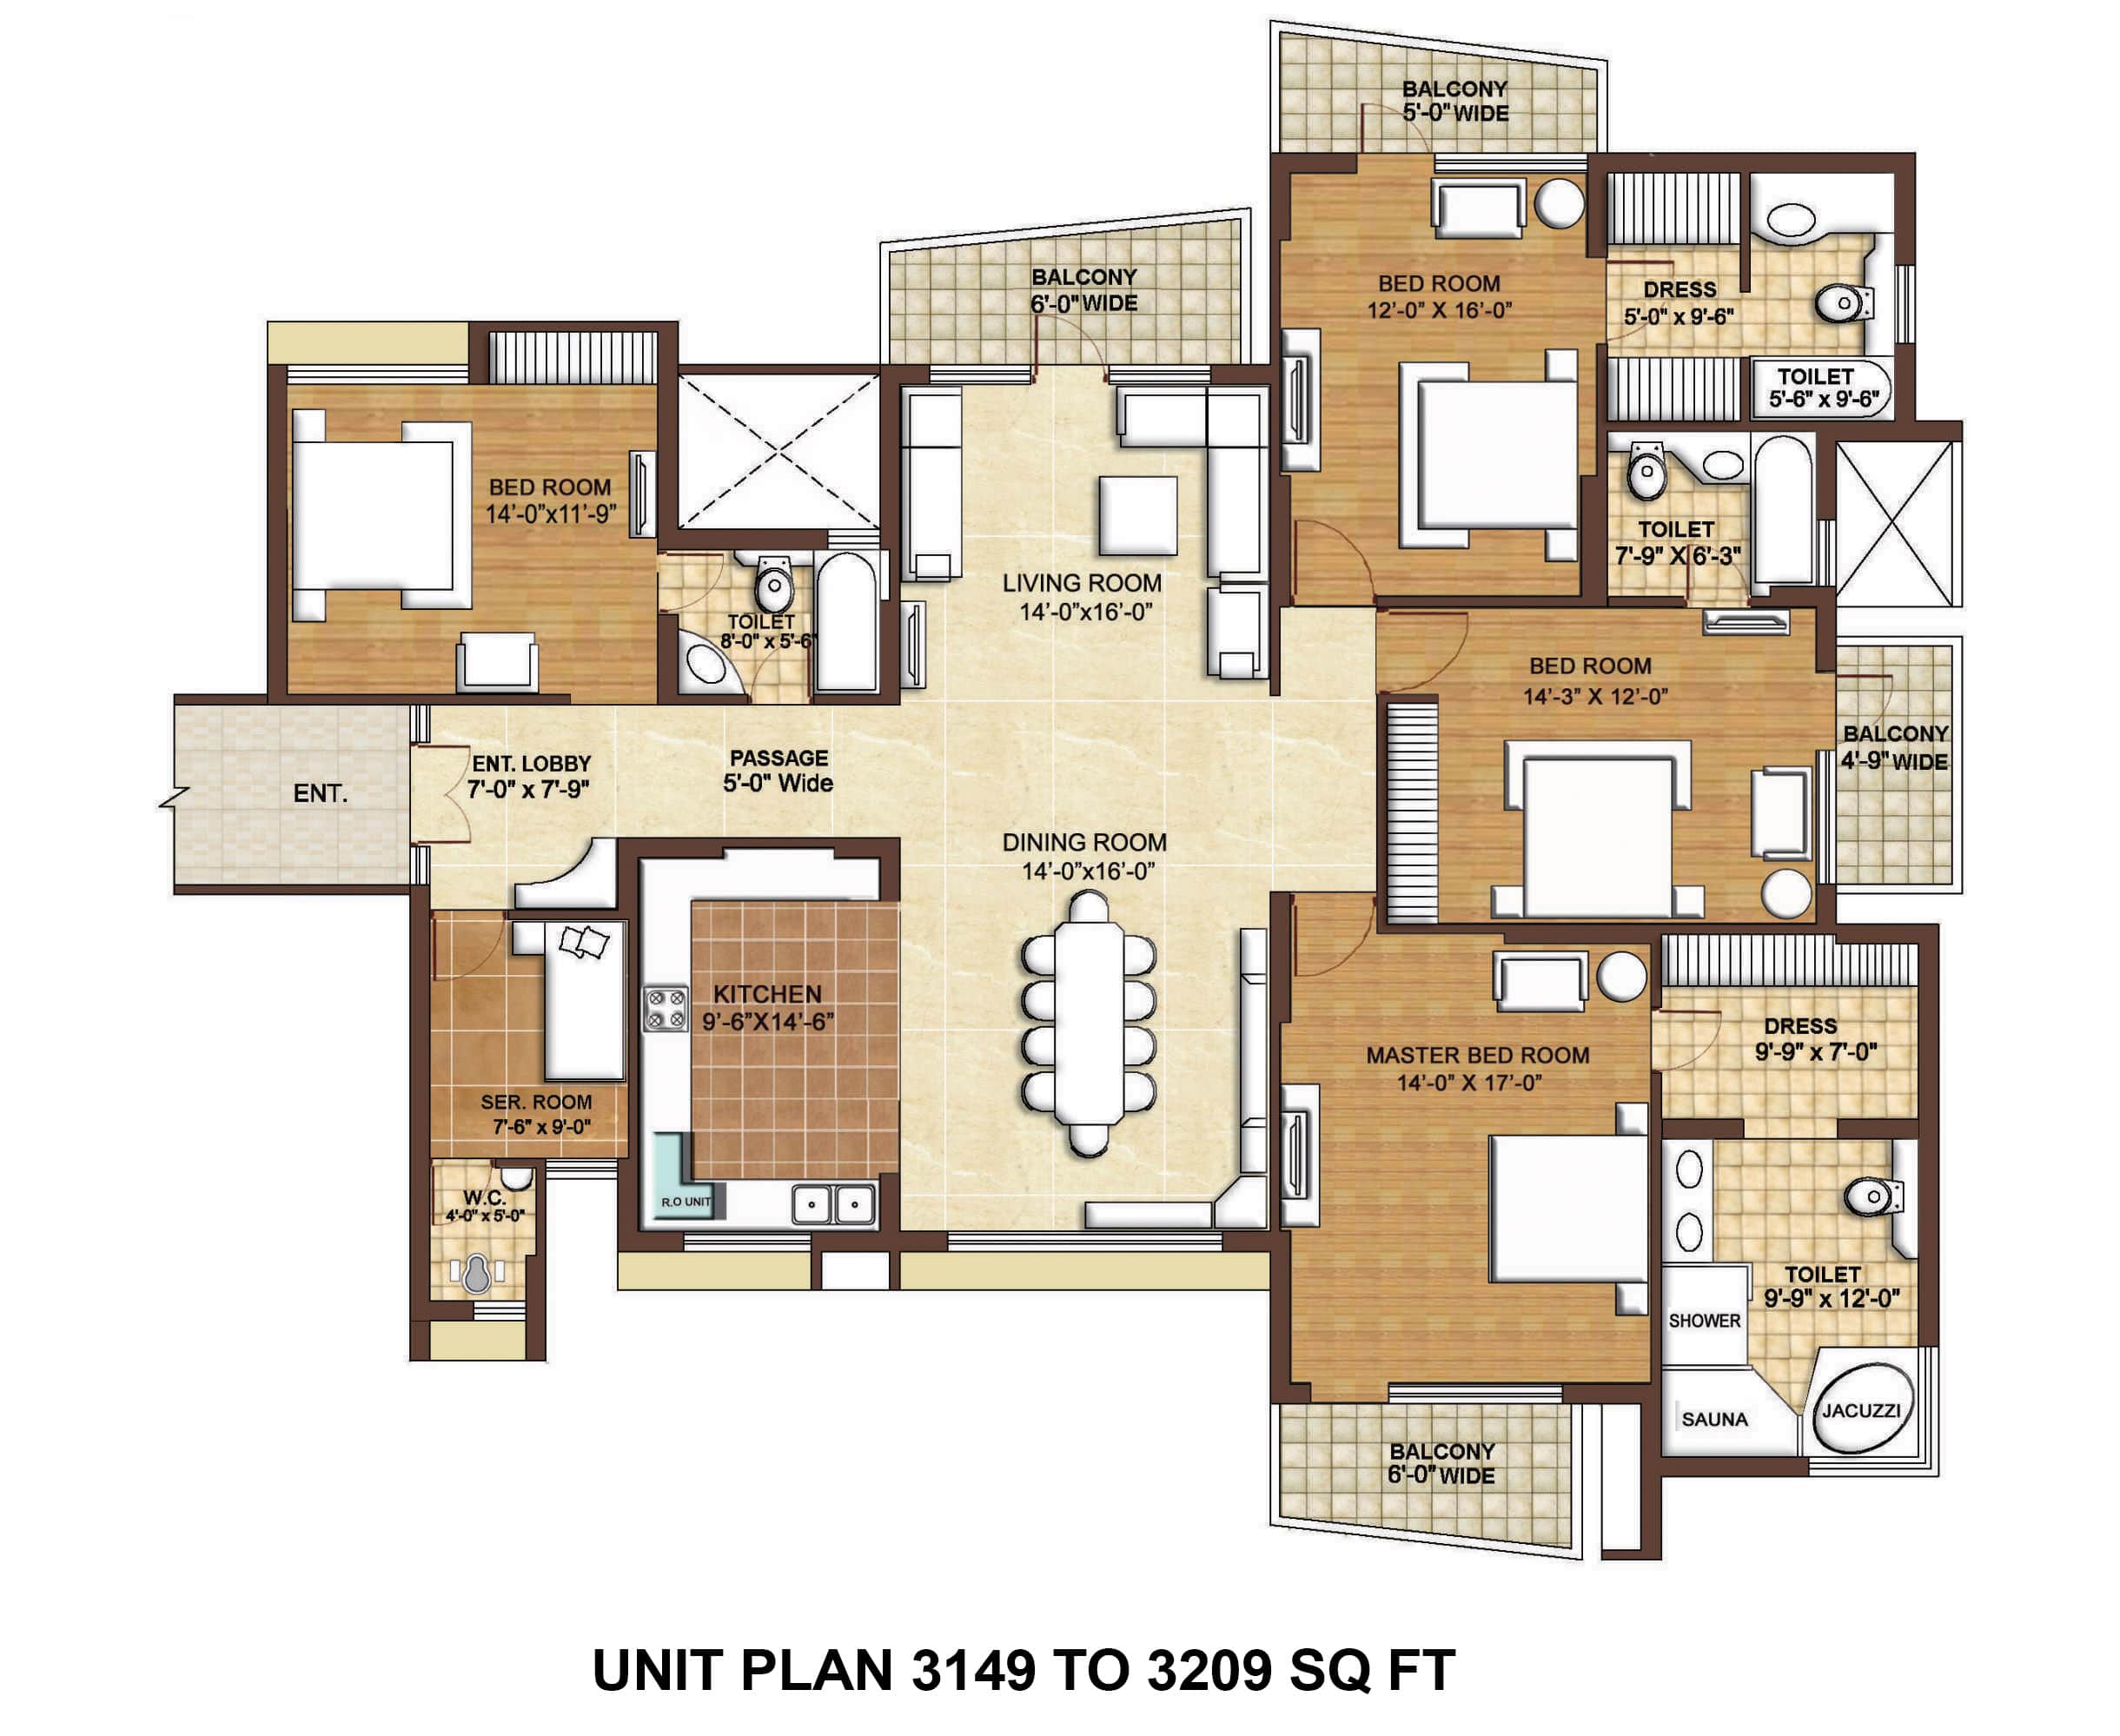 BALCONY
5'-0" WIDE
BALCONY
6'-0" WIDE
BED ROOM
12'-0" X 16'-0"
DRESS
5'-0" x 9'-6"
TOILET
5'-6" x 9'-6"
BED ROOM
14'-0"x11'-9"
TOILET
7'-9" X 6'-3"
LIVING ROOM
14'-0"x16'-0"
TOILET
8'-0" x 5'-6"
BED ROOM
14'-3" X 12'-0"
BALCONY
4'-9" WIDE
ENT.
ENT. LOBBY
7'-0" x 7'-9"
PASSAGE
5'-0" Wide
DINING ROOM
14'-0"x16'-0"
KITCHEN
9'-6"X14'-6"
MASTER BED ROOM
14'-0" X 17'-0"
DRESS
9'-9" x 7'-0"
SER. ROOM
7'-6" x 9'-0"
W.C.
4'-0" x 5'-0"
R.O UNIT
TOILET
9'-9" x 12'-0"
SHOWER
SAUNA
JACUZZI
BALCONY
6'-0" WIDE
UNIT PLAN 3149 TO 3209 SQ FT